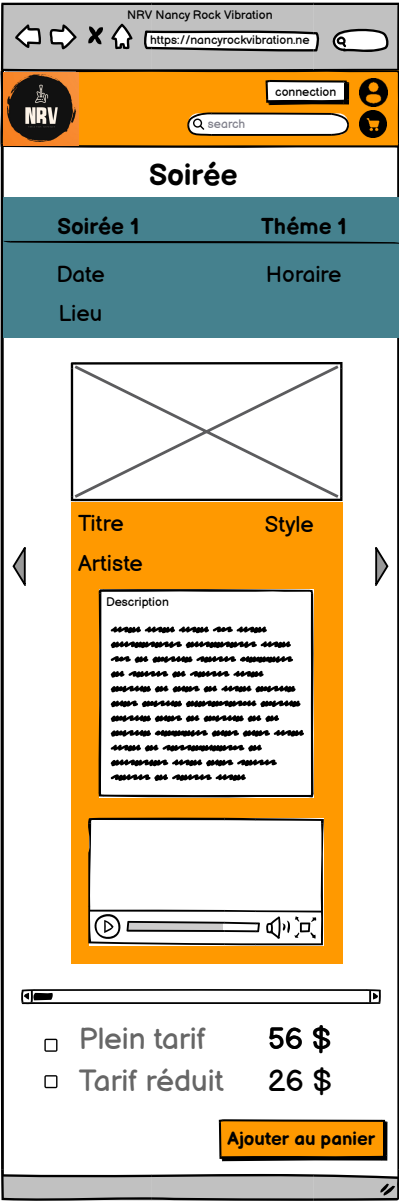 NRV Nancy Rock Vibration
https://nancyrockvibration.ne
connection
NRV
search
Soirée
Soirée 1 Théme 1
Date Horaire
Lieu
Titre Style
Artiste
Description
Plein tarif 56 $
Tarif réduit 26 $
Ajouter au panier